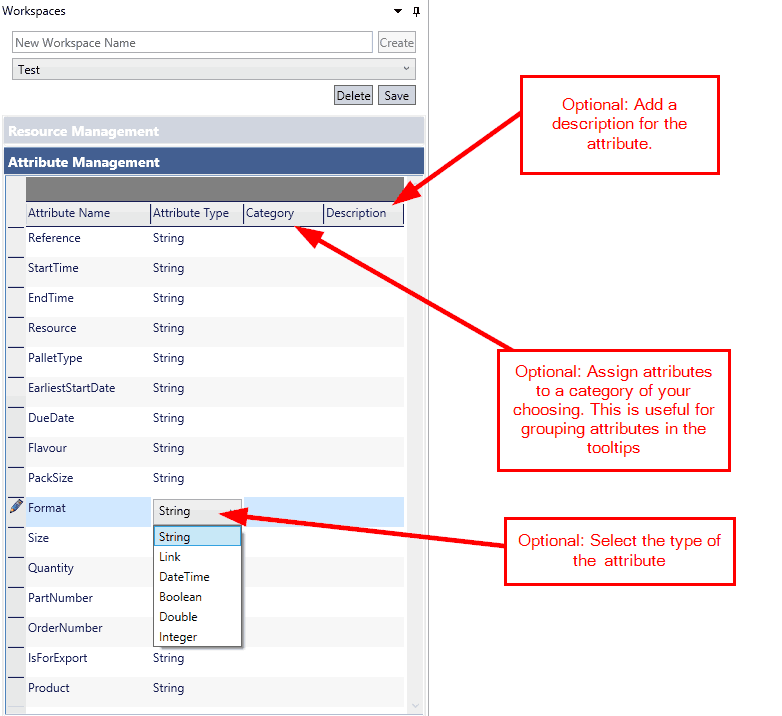 Workspaces
New Workspace Name
Create
Test
Delete
Save
Resource Management
Attribute Management
Attribute Name Attribute Type Category Description
Reference String
StartTime String
EndTime String
Resource String
PalletType String
EarliestStartDate String
DueDate String
Flavour String
PackSize String
Format String
Size
Quantity
PartNumber
OrderNumber
IsForExport String
Product String
String
Link
DateTime
Boolean
Double
Integer
Optional: Add a
description for the
attribute.
Optional: Assign attributes
to a category of your
choosing. This is useful for
grouping attributes in the
tooltips
Optional: Select the type of
the attribute